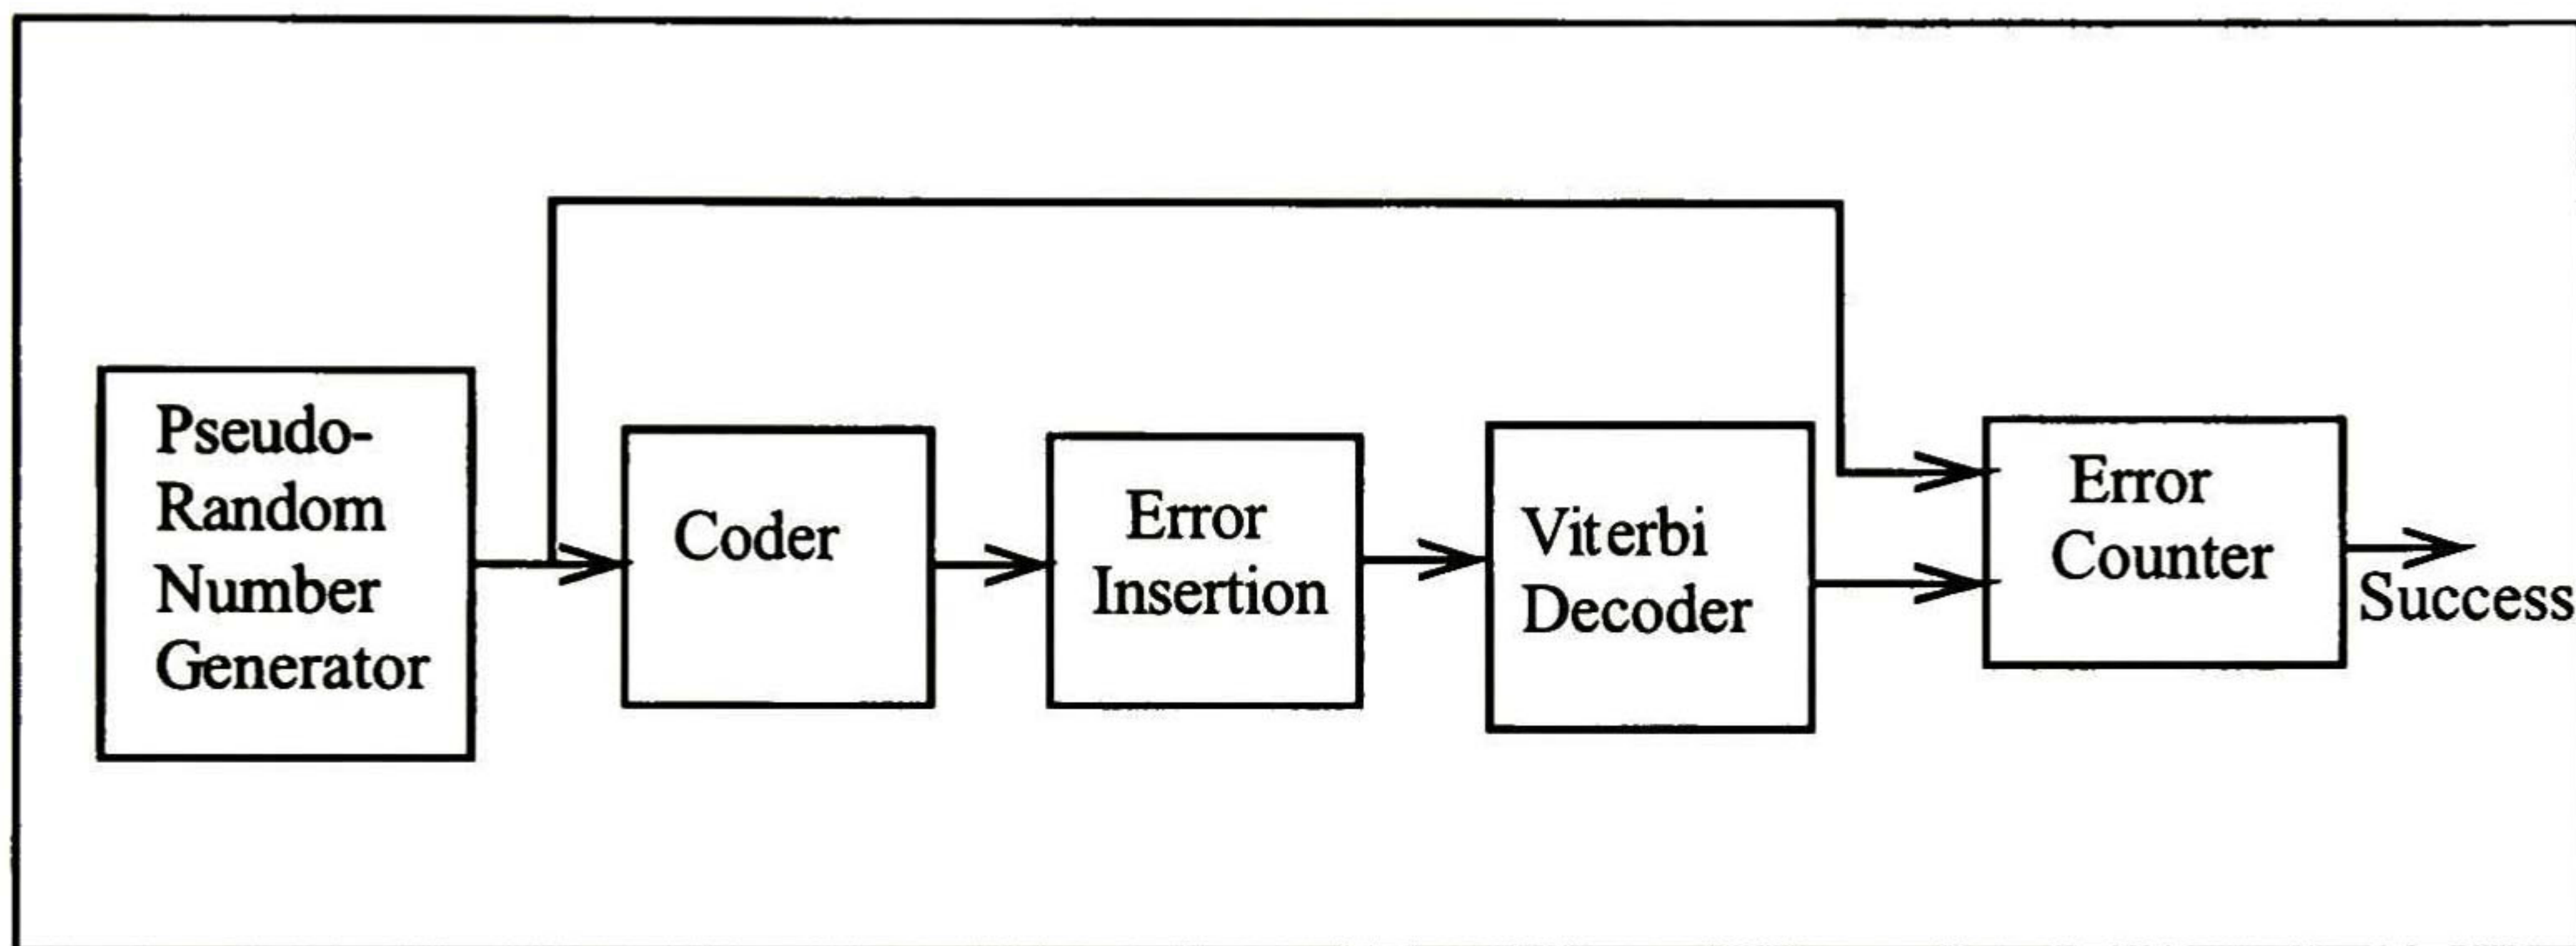 Pseudo-
Random
Number
Generator
Coder
Error
Insertion
Viterbi
Decoder
Error
Counter
Success